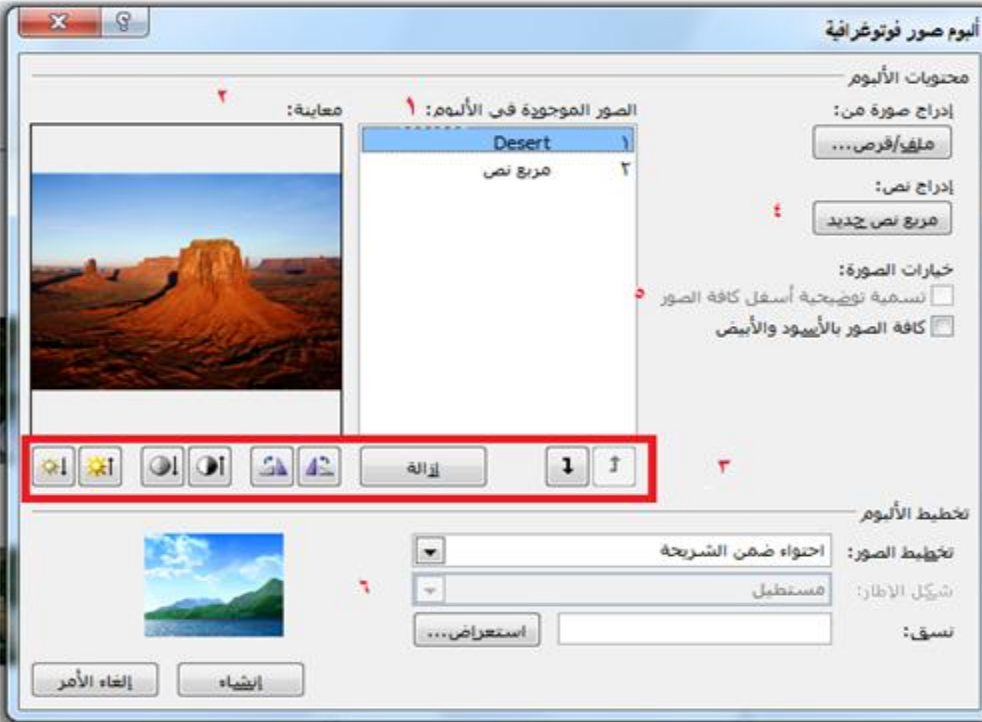 ألبوم صور فوتوغرافية
محتويات الألبوم
إدراج صورة من:
ملف/قرص...
إدراج نص:
٤
مربع نص جديد
خيارات الصورة:
تسمية توضيحية أسفل كافة الصور ٥
كافة الصور بالأسود والأبيض
الصور الموجودة في الألبوم: ١
١ Desert
٢ مربع نص
معاينة: ٢
٣
إزالة
تخطيط الألبوم
تخطيط الصور: احتواء ضمن الشريحة
شكل الإطار: مستطيل
٦
نسق: استعراض...
إنشاء
إلغاء الأمر